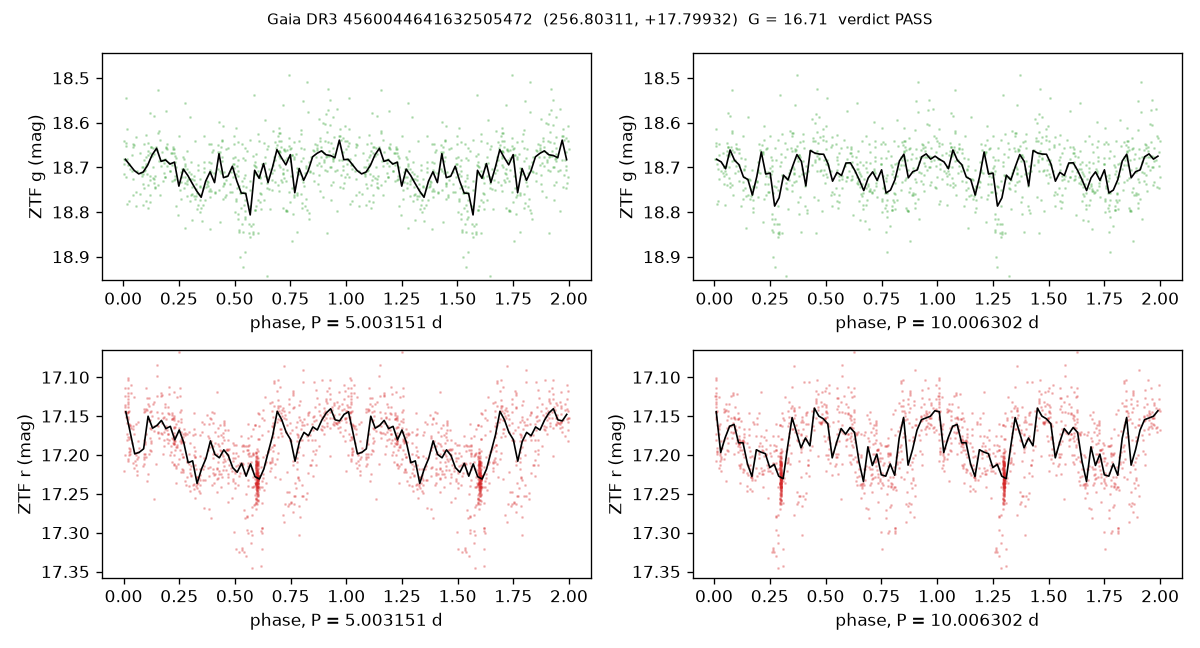 Gaia DR3 4560044641632505472 (256.80311, +17.79932) G = 16.71 verdict PASS
ZTF g (mag)
18.5
18.6
18.7
18.8
18.9
0.00 0.25 0.50 0.75 1.00 1.25 1.50 1.75 2.00
phase, P = 5.003151 d
ZTF g (mag)
18.5
18.6
18.7
18.8
18.9
0.00 0.25 0.50 0.75 1.00 1.25 1.50 1.75 2.00
phase, P = 10.006302 d
ZTF r (mag)
17.10
17.15
17.20
17.25
17.30
17.35
0.00 0.25 0.50 0.75 1.00 1.25 1.50 1.75 2.00
phase, P = 5.003151 d
ZTF r (mag)
17.10
17.15
17.20
17.25
17.30
17.35
0.00 0.25 0.50 0.75 1.00 1.25 1.50 1.75 2.00
phase, P = 10.006302 d